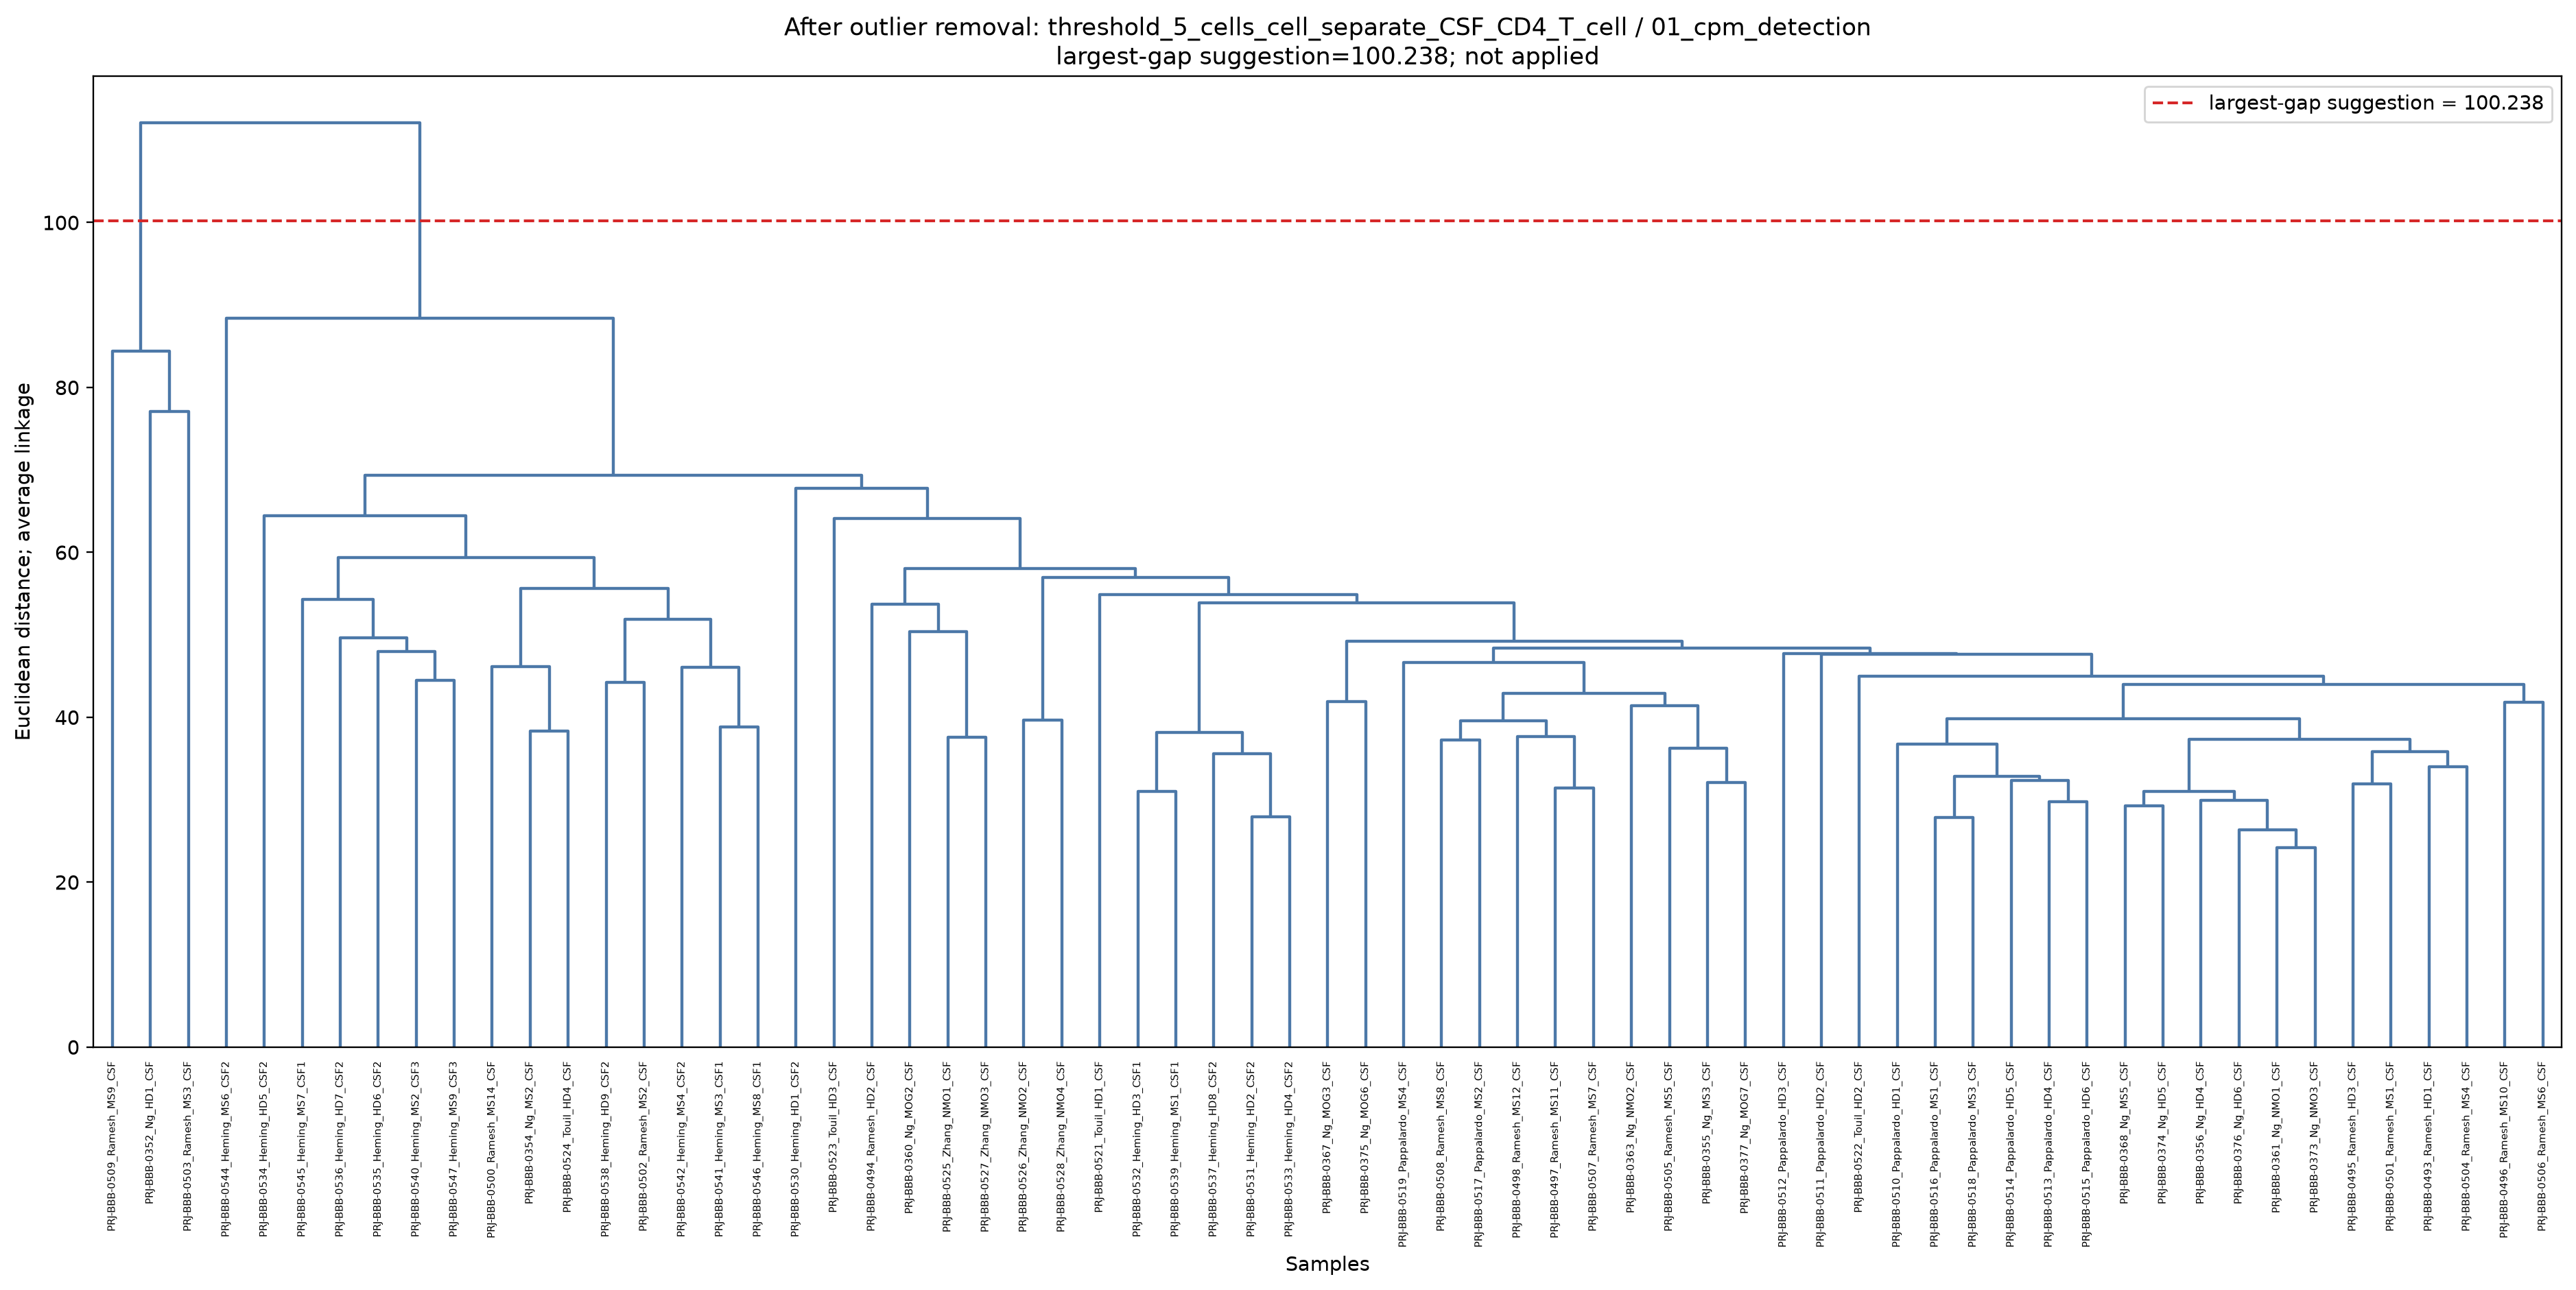 After outlier removal: threshold_5_cells_cell_separate_CSF_CD4_T_cell / 01_cpm_detection
largest-gap suggestion=100.238; not applied
largest-gap suggestion = 100.238
Euclidean distance; average linkage
100
80
60
40
20
0
PRJ-BBB-0509_Ramesh_MS9_CSF
PRJ-BBB-0352_Ng_HD1_CSF
PRJ-BBB-0503_Ramesh_MS3_CSF
PRJ-BBB-0544_Heming_MS6_CSF2
PRJ-BBB-0534_Heming_HD5_CSF2
PRJ-BBB-0545_Heming_MS7_CSF1
PRJ-BBB-0536_Heming_HD7_CSF2
PRJ-BBB-0535_Heming_HD6_CSF2
PRJ-BBB-0540_Heming_MS2_CSF3
PRJ-BBB-0547_Heming_MS9_CSF3
PRJ-BBB-0500_Ramesh_MS14_CSF
PRJ-BBB-0354_Ng_MS2_CSF
PRJ-BBB-0524_Touil_HD4_CSF
PRJ-BBB-0538_Heming_HD9_CSF2
PRJ-BBB-0502_Ramesh_MS2_CSF
PRJ-BBB-0542_Heming_MS4_CSF2
PRJ-BBB-0541_Heming_MS3_CSF1
PRJ-BBB-0546_Heming_MS8_CSF1
PRJ-BBB-0530_Heming_HD1_CSF2
PRJ-BBB-0523_Touil_HD3_CSF
PRJ-BBB-0494_Ramesh_HD2_CSF
PRJ-BBB-0360_Ng_MOG2_CSF
PRJ-BBB-0525_Zhang_NMO1_CSF
PRJ-BBB-0527_Zhang_NMO3_CSF
PRJ-BBB-0526_Zhang_NMO2_CSF
PRJ-BBB-0528_Zhang_NMO4_CSF
PRJ-BBB-0521_Touil_HD1_CSF
PRJ-BBB-0532_Heming_HD3_CSF1
PRJ-BBB-0539_Heming_MS1_CSF1
PRJ-BBB-0537_Heming_HD8_CSF2
PRJ-BBB-0531_Heming_HD2_CSF2
PRJ-BBB-0533_Heming_HD4_CSF2
PRJ-BBB-0367_Ng_MOG3_CSF
PRJ-BBB-0375_Ng_MOG6_CSF
PRJ-BBB-0519_Pappalardo_MS4_CSF
PRJ-BBB-0508_Ramesh_MS8_CSF
PRJ-BBB-0517_Pappalardo_MS2_CSF
PRJ-BBB-0498_Ramesh_MS12_CSF
PRJ-BBB-0497_Ramesh_MS11_CSF
PRJ-BBB-0507_Ramesh_MS7_CSF
PRJ-BBB-0363_Ng_NMO2_CSF
PRJ-BBB-0505_Ramesh_MS5_CSF
PRJ-BBB-0355_Ng_MS3_CSF
PRJ-BBB-0377_Ng_MOG7_CSF
PRJ-BBB-0512_Pappalardo_HD3_CSF
PRJ-BBB-0511_Pappalardo_HD2_CSF
PRJ-BBB-0522_Touil_HD2_CSF
PRJ-BBB-0510_Pappalardo_HD1_CSF
PRJ-BBB-0516_Pappalardo_MS1_CSF
PRJ-BBB-0518_Pappalardo_MS3_CSF
PRJ-BBB-0514_Pappalardo_HD5_CSF
PRJ-BBB-0513_Pappalardo_HD4_CSF
PRJ-BBB-0515_Pappalardo_HD6_CSF
PRJ-BBB-0368_Ng_MS5_CSF
PRJ-BBB-0374_Ng_HD5_CSF
PRJ-BBB-0356_Ng_HD4_CSF
PRJ-BBB-0376_Ng_HD6_CSF
PRJ-BBB-0361_Ng_NMO1_CSF
PRJ-BBB-0373_Ng_NMO3_CSF
PRJ-BBB-0495_Ramesh_HD3_CSF
PRJ-BBB-0501_Ramesh_MS1_CSF
PRJ-BBB-0493_Ramesh_HD1_CSF
PRJ-BBB-0504_Ramesh_MS4_CSF
PRJ-BBB-0496_Ramesh_MS10_CSF
PRJ-BBB-0506_Ramesh_MS6_CSF
Samples